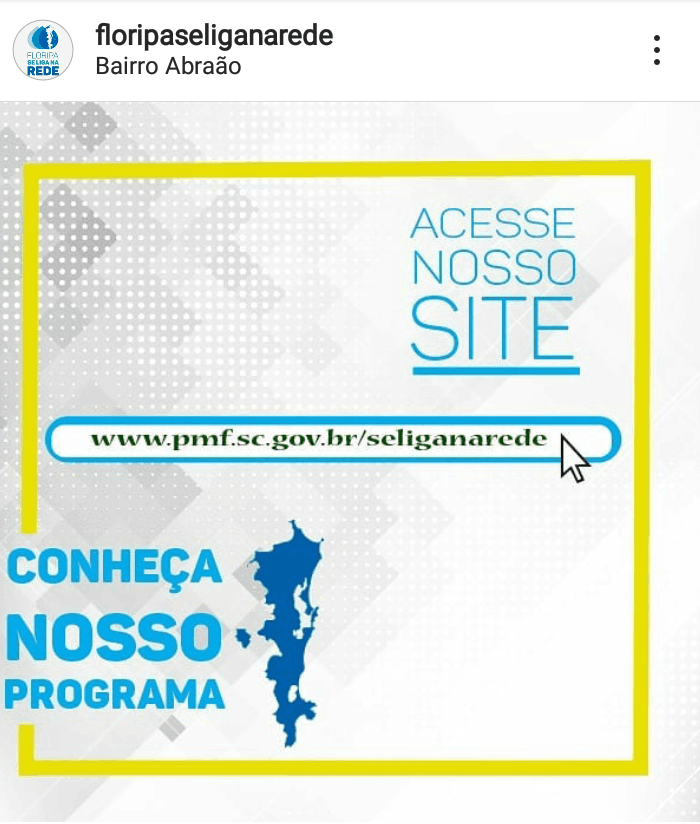 floripaseliganarede
Bairro Abraão
FLORIPA
SE LIGA NA
REDE
ACESSE
NOSSO
SITE
www.pmf.sc.gov.br/seliganarede
CONHEÇA
NOSSO
PROGRAMA